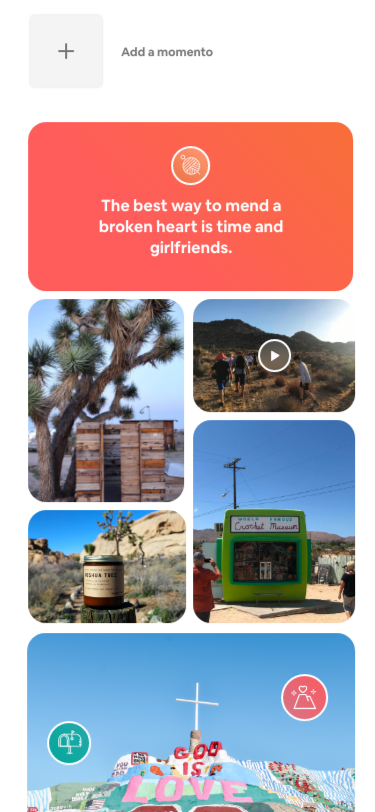 Add a momento
The best way to mend a
broken heart is time and
girlfriends.
WORLD FAMOUS
Crochet Museum
JOSHUA TREE
GOD
IS
LOVE